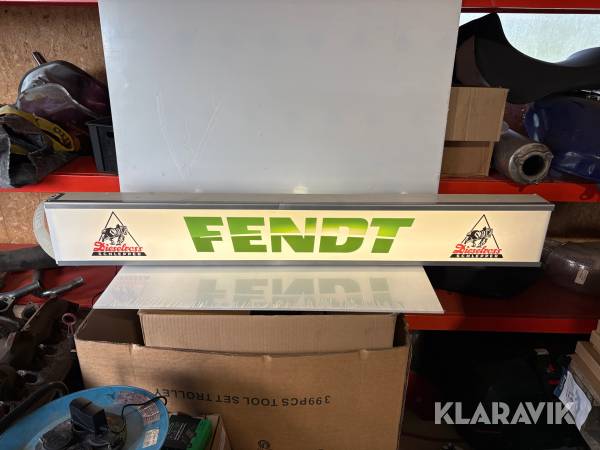 FENDT
Dieselross
SCHLEPPER
Dieselross
SCHLEPPER
399PCS TOOL SET TROLLEY
KLARAVIK